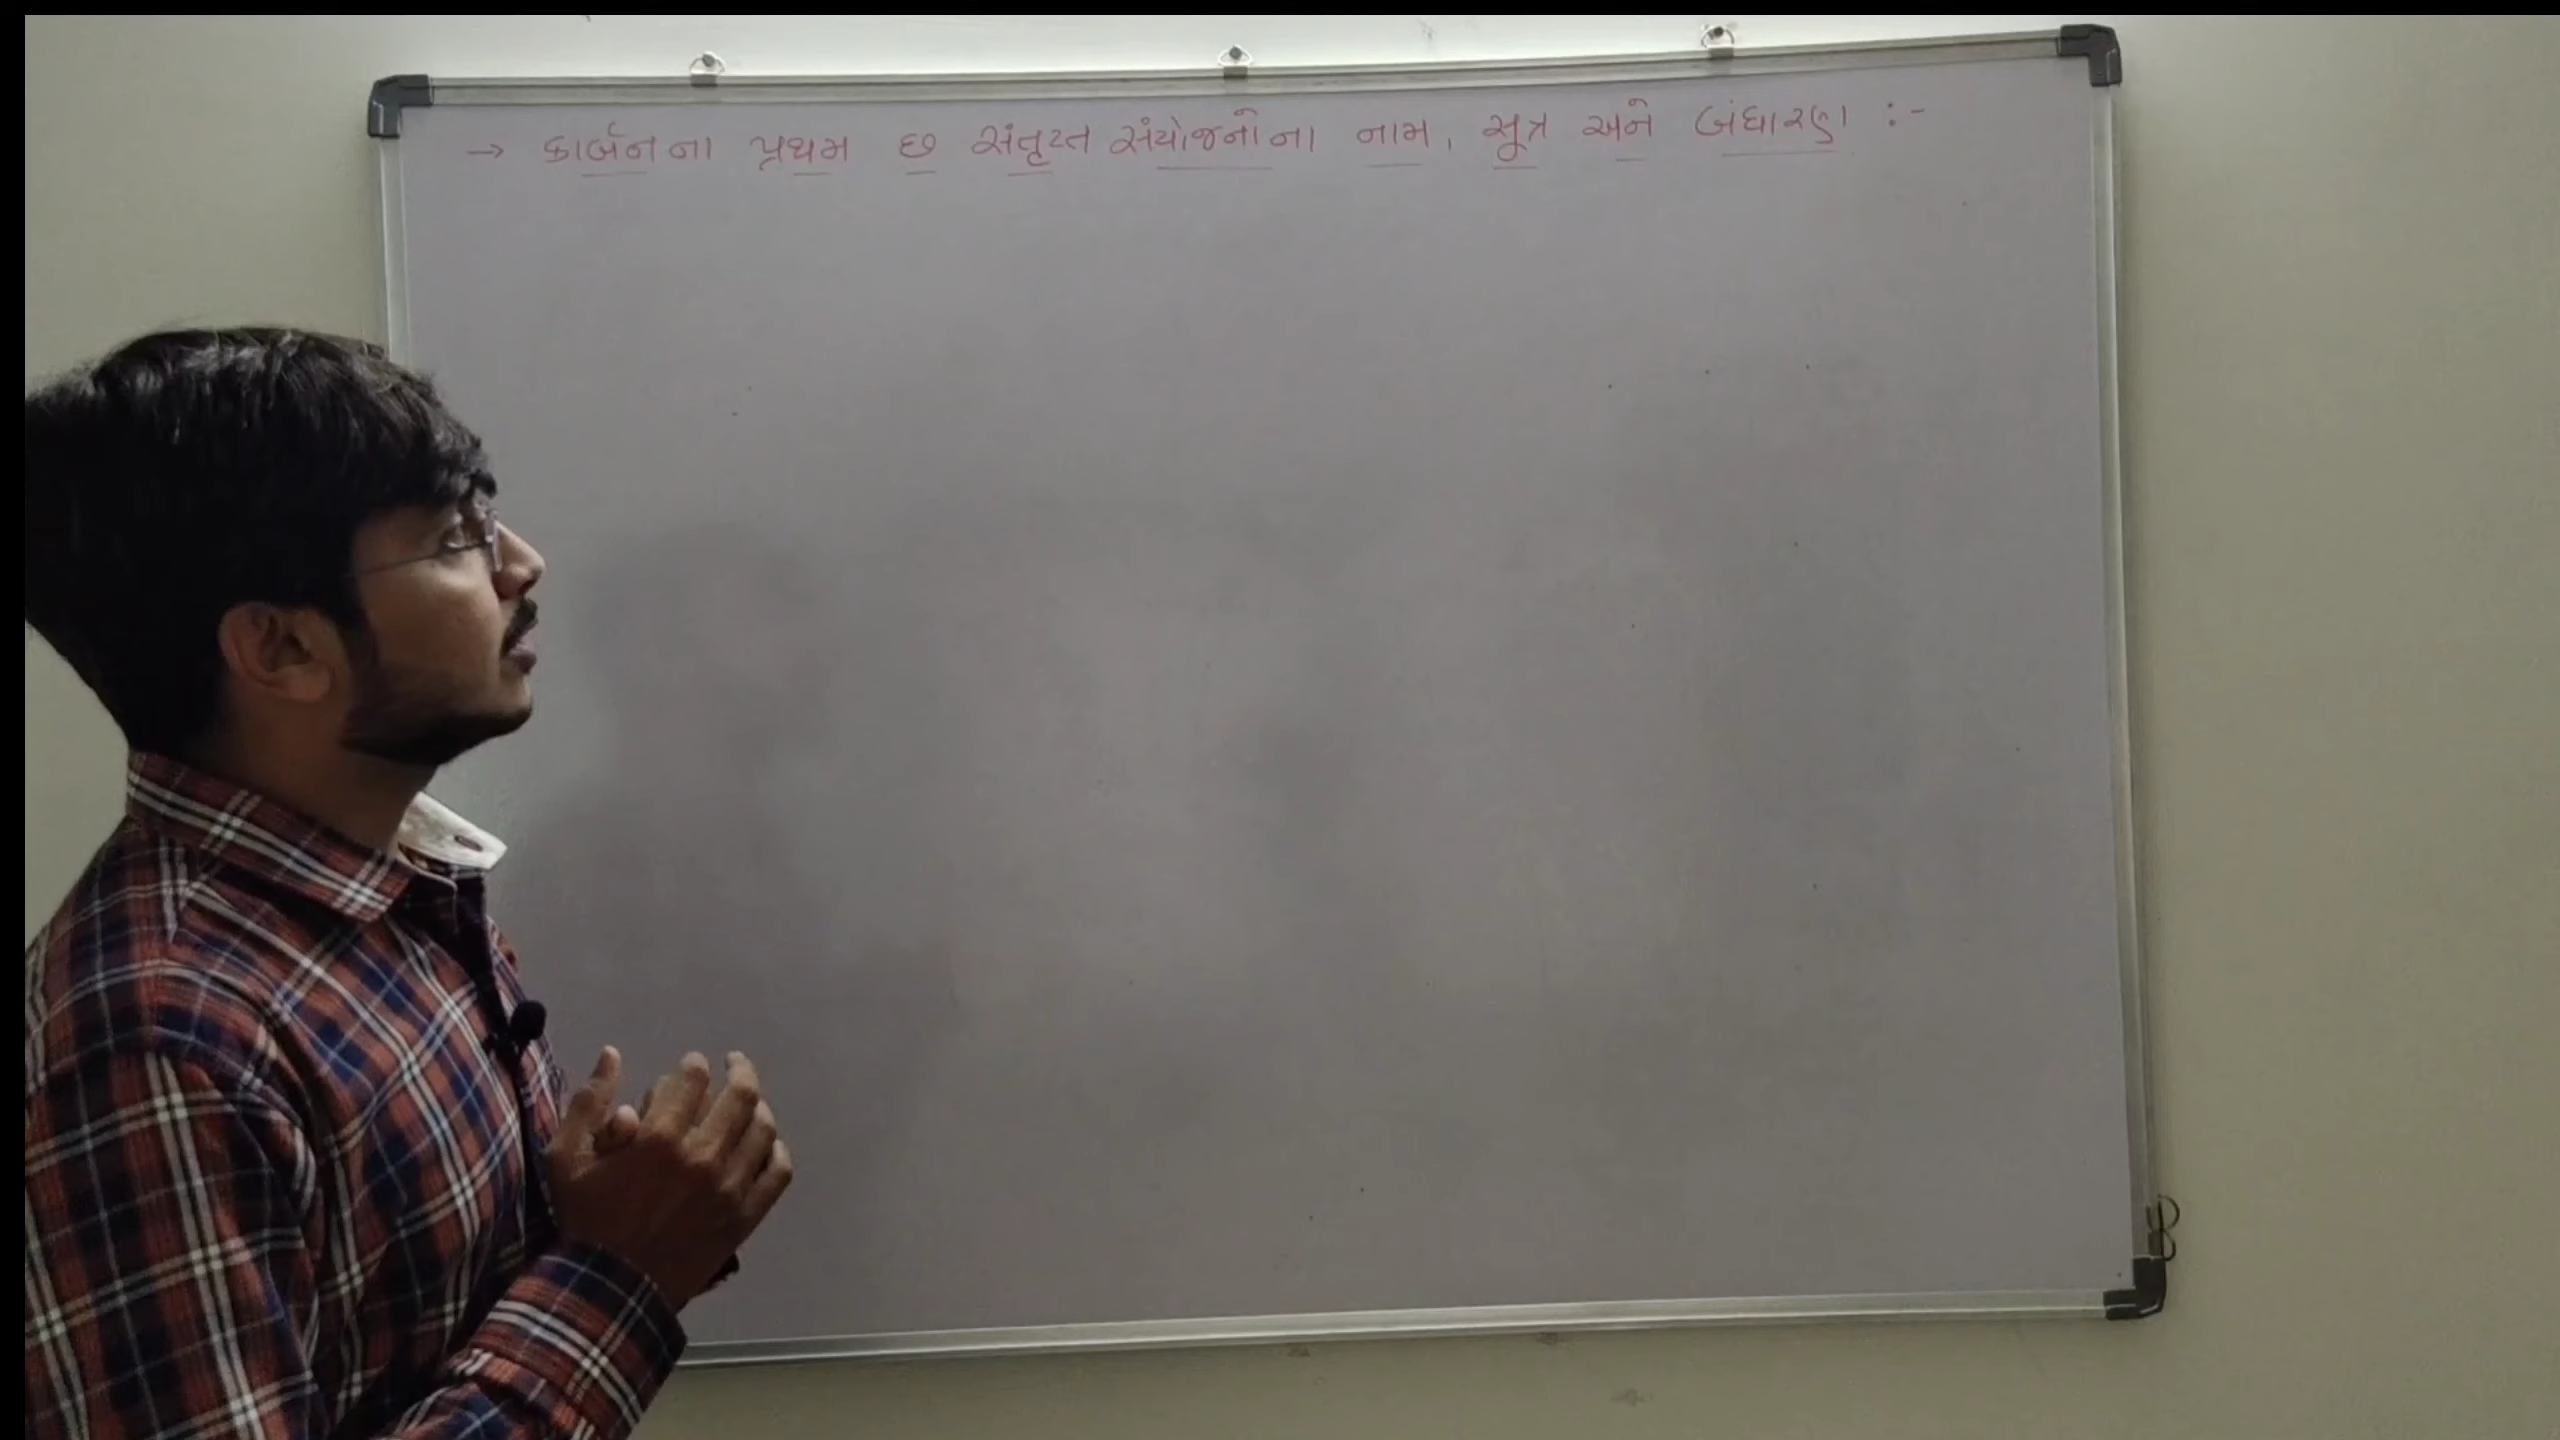 → કાર્બનના પ્રથમ છ સંતૃપ્ત સંયોજનોના નામ, સૂત્ર અને બંધારણ :-